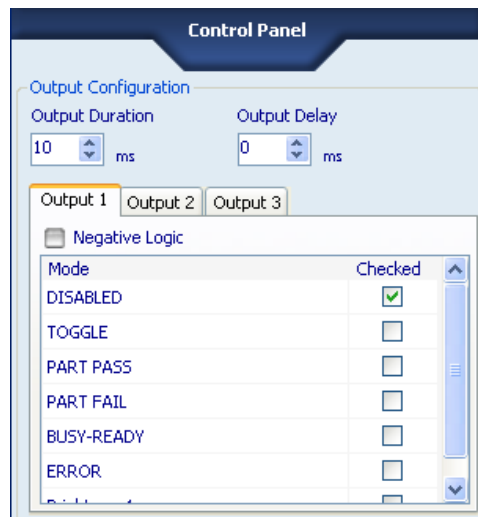 Control Panel
Output Configuration
Output Duration Output Delay
10 ms 0 ms
Output 1 Output 2 Output 3
Negative Logic
Mode Checked
DISABLED
TOGGLE
PART PASS
PART FAIL
BUSY-READY
ERROR